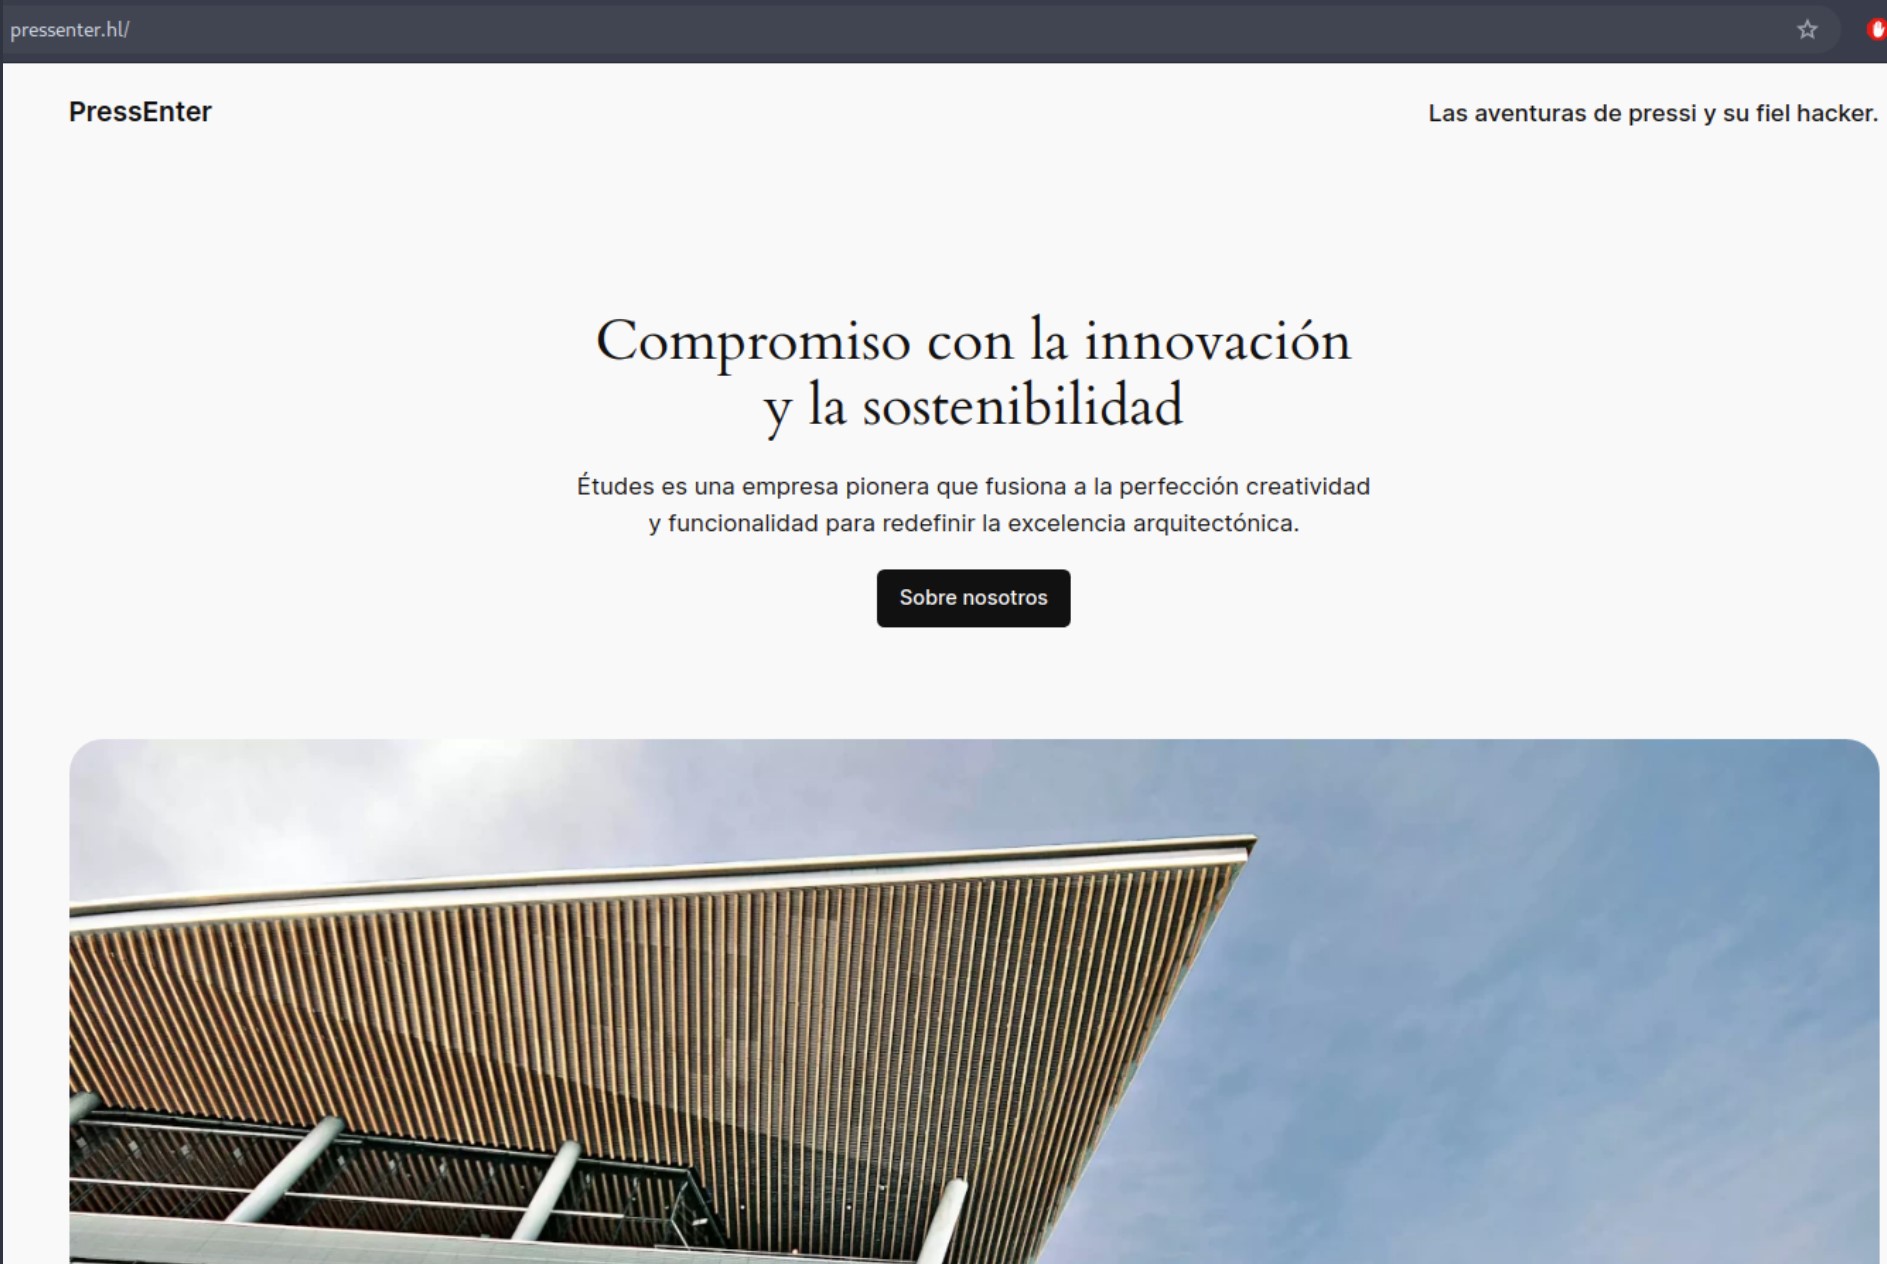 pressenter.hl/
PressEnter
Las aventuras de pressi y su fiel hacker.
Compromiso con la innovación
y la sostenibilidad
Études es una empresa pionera que fusiona a la perfección creatividad
y funcionalidad para redefinir la excelencia arquitectónica.
Sobre nosotros